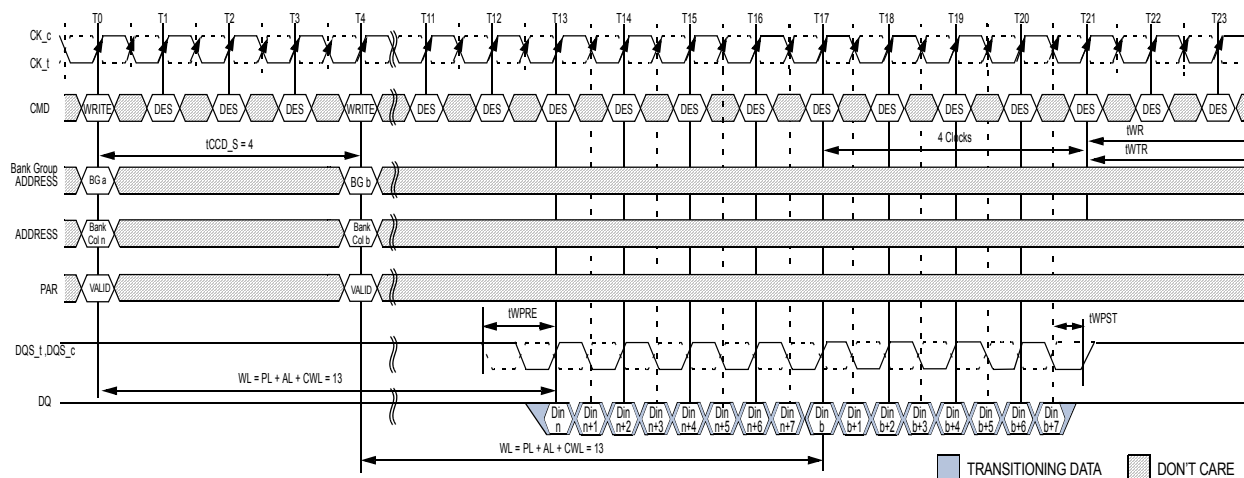 T0 T1 T2 T3 T4 T11 T12 T13 T14 T15 T16 T17 T18 T19 T20 T21 T22 T23
CK_c
CK_t
CMD WRITE DES DES DES WRITE DES DES DES DES DES DES DES DES DES DES DES DES DES
tCCD_S = 4
4 Clocks
tWR
tWTR
Bank Group
ADDRESS
BG a
BG b
ADDRESS
Bank
Col n
Bank
Col b
PAR
VALID
VALID
tWPRE
tWPST
DQS_t ,DQS_c
WL = PL + AL + CWL = 13
DQ
Din
n
Din
n+1
Din
n+2
Din
n+3
Din
n+4
Din
n+5
Din
n+6
Din
n+7
Din
b
Din
b+1
Din
b+2
Din
b+3
Din
b+4
Din
b+5
Din
b+6
Din
b+7
WL = PL + AL + CWL = 13
TRANSITIONING DATA
DON'T CARE